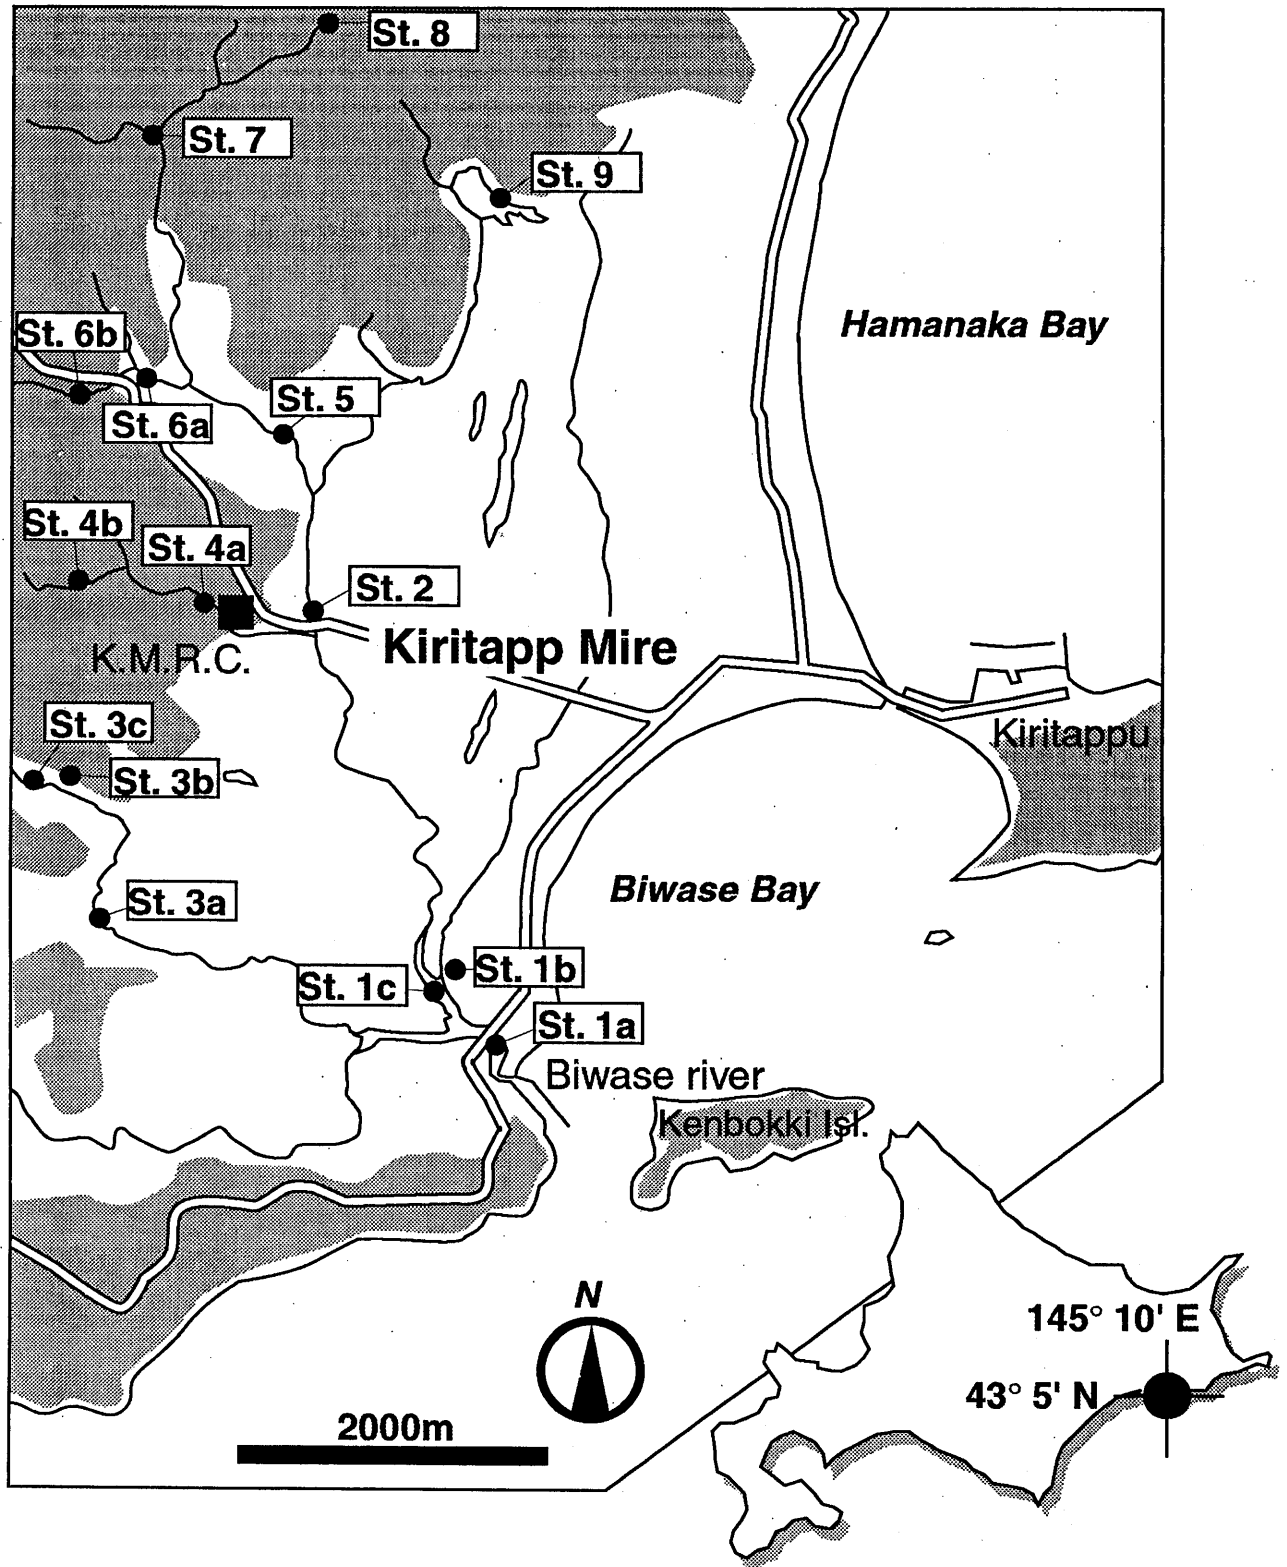 St. 8
St. 7
St. 9
Hamanaka Bay
St. 6b
St. 5
St. 6a
St. 4b
St. 4a
St. 2
Kiritapp Mire
K.M.R.C.
St. 3c
Kiritappu
St. 3b
Biwase Bay
St. 3a
St. 1b
St. 1c
St. 1a
Biwase river
Kenbokki Isl.
N
145° 10' E
43° 5' N
2000m